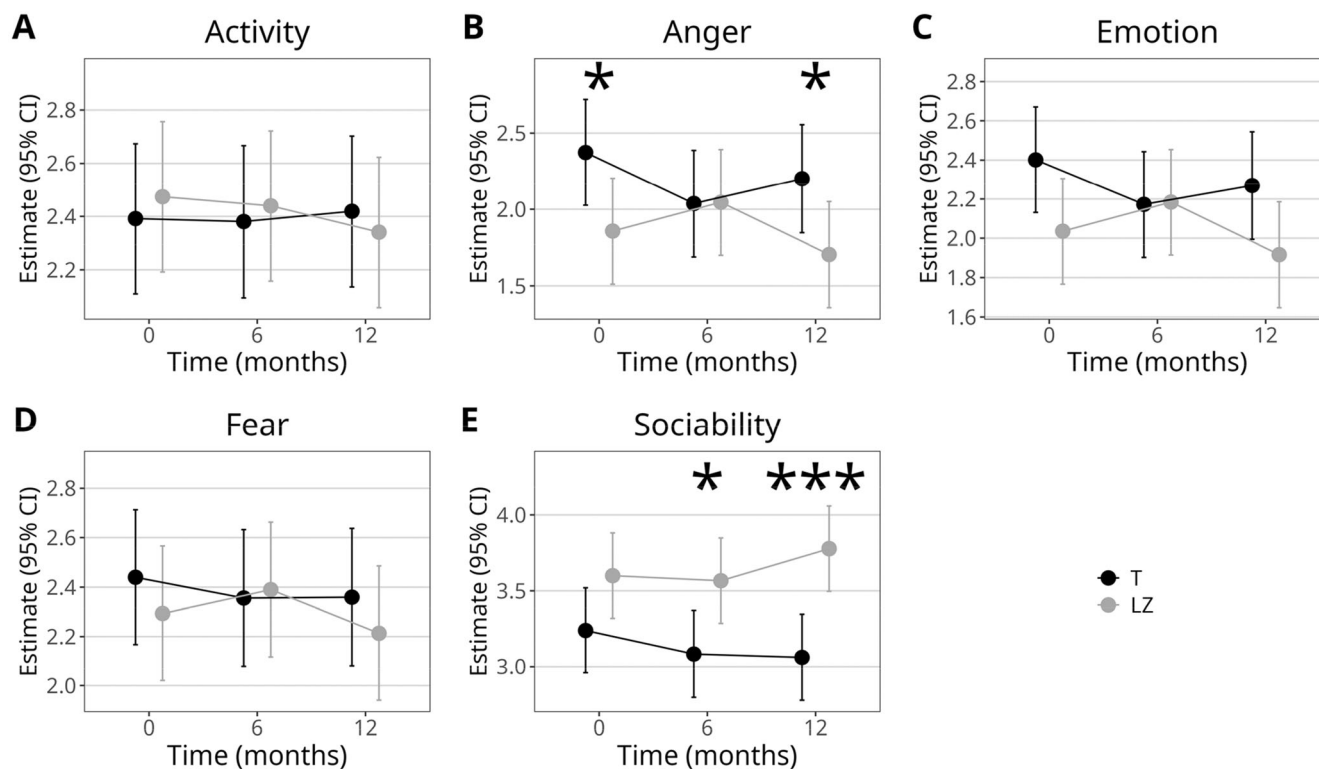 A Activity
Estimate (95% CI)
2.8
2.6
2.4
2.2
0 6 12
Time (months)
B Anger
Estimate (95% CI)
* *
2.5
2.0
1.5
0 6 12
Time (months)
C Emotion
Estimate (95% CI)
2.8
2.6
2.4
2.2
2.0
1.8
1.6
0 6 12
Time (months)
D Fear
Estimate (95% CI)
2.8
2.6
2.4
2.2
2.0
0 6 12
Time (months)
E Sociability
Estimate (95% CI)
* ***
4.0
3.5
3.0
0 6 12
Time (months)
T
LZ